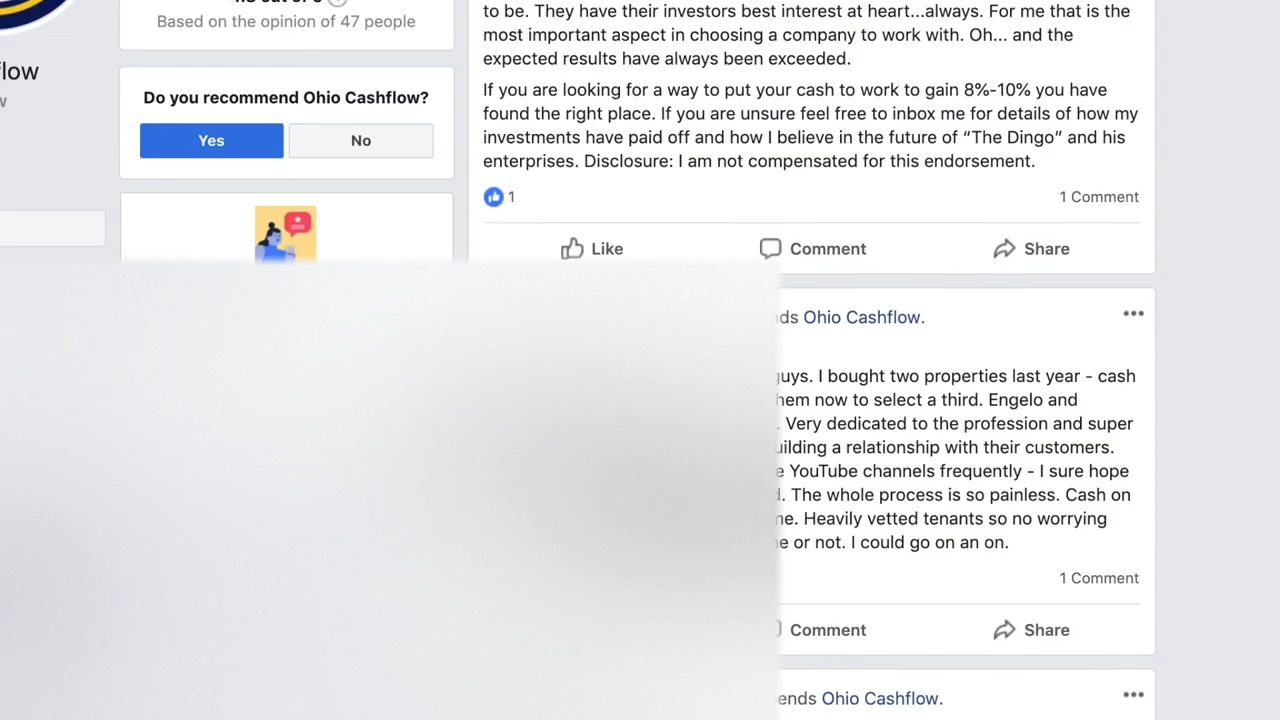 Based on the opinion of 47 people
Do you recommend Ohio Cashflow?
Yes
No
to be. They have their investors best interest at heart...always. For me that is the
most important aspect in choosing a company to work with. Oh... and the
expected results have always been exceeded.
If you are looking for a way to put your cash to work to gain 8%-10% you have
found the right place. If you are unsure feel free to inbox me for details of how my
investments have paid off and how I believe in the future of “The Dingo” and his
enterprises. Disclosure: I am not compensated for this endorsement.
1
1 Comment
Like
Comment
Share
Ohio Cashflow.
guys. I bought two properties last year - cash
now to select a third. Engelo and
. Very dedicated to the profession and super
a relationship with their customers.
YouTube channels frequently - I sure hope
. The whole process is so painless. Cash on
Heavily vetted tenants so no worrying
or not. I could go on an on.
1 Comment
Comment
Share
Ohio Cashflow.